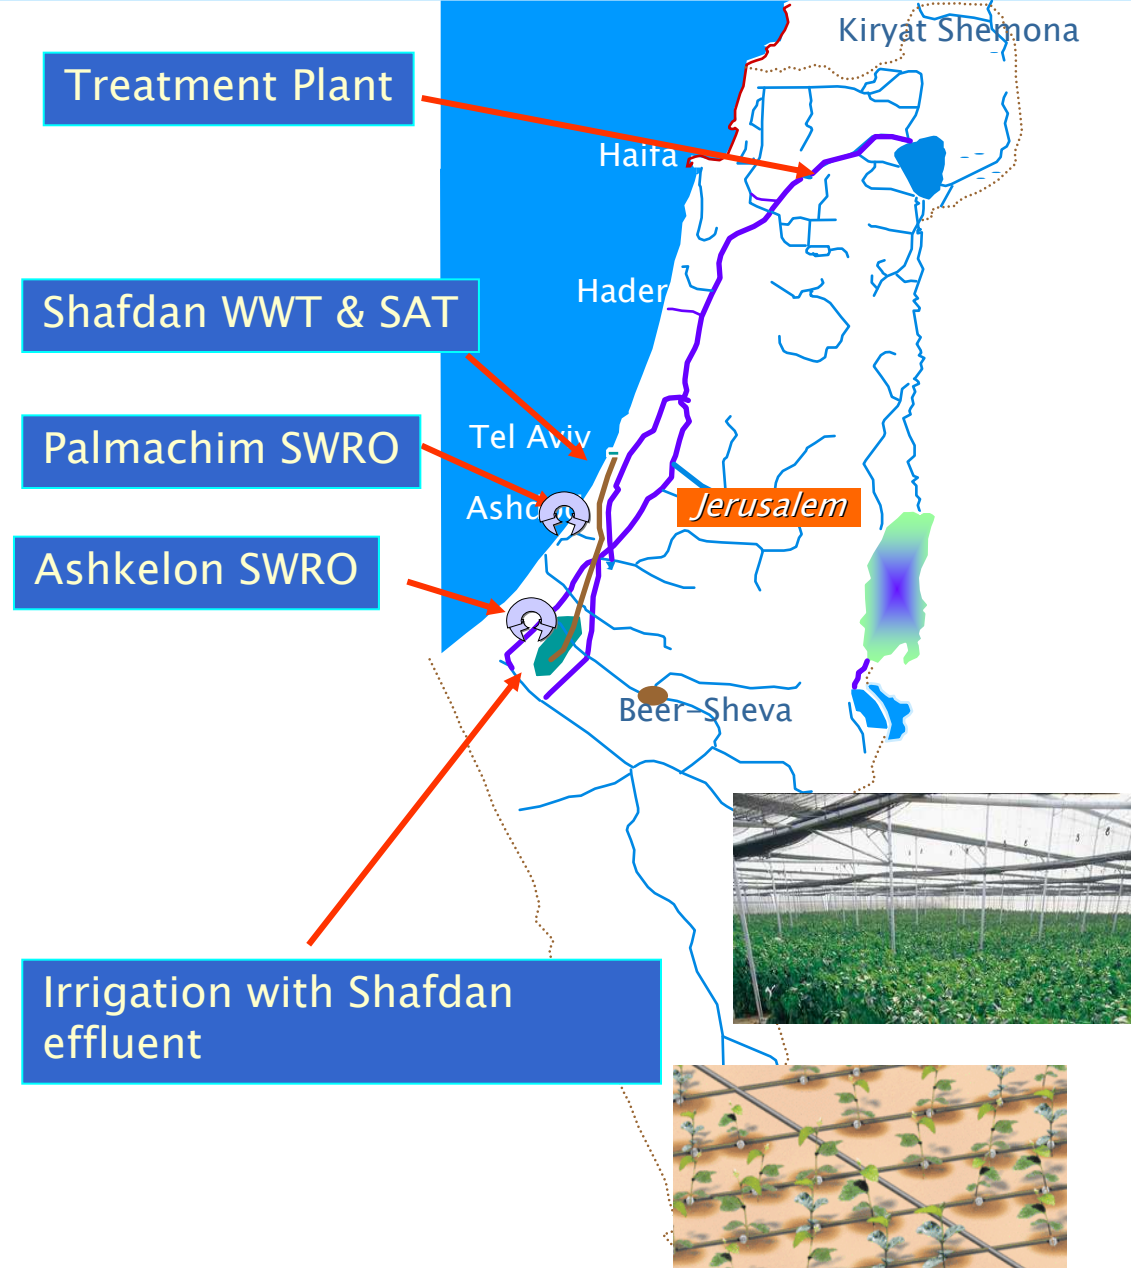 Kiryat Shemona
Treatment Plant
Haifa
Hader
Shafdan WWT & SAT
Tel Aviv
Palmachim SWRO
Jerusalem
Ashkelon SWRO
Beer-Sheva
Irrigation with Shafdan
effluent